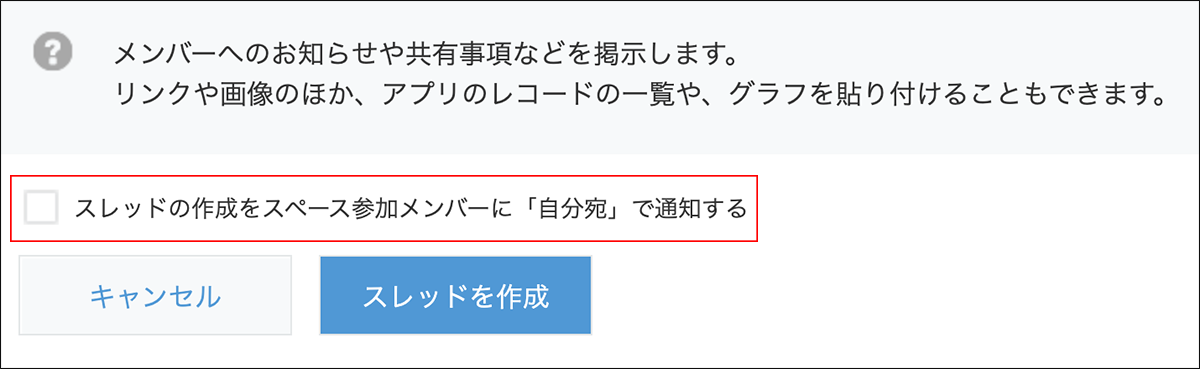 ?
メンバーへのお知らせや共有事項などを掲示します。
リンクや画像のほか、アプリのレコードの一覧や、グラフを貼り付けることもできます。
スレッドの作成をスペース参加メンバーに「自分宛」で通知する
キャンセル
スレッドを作成